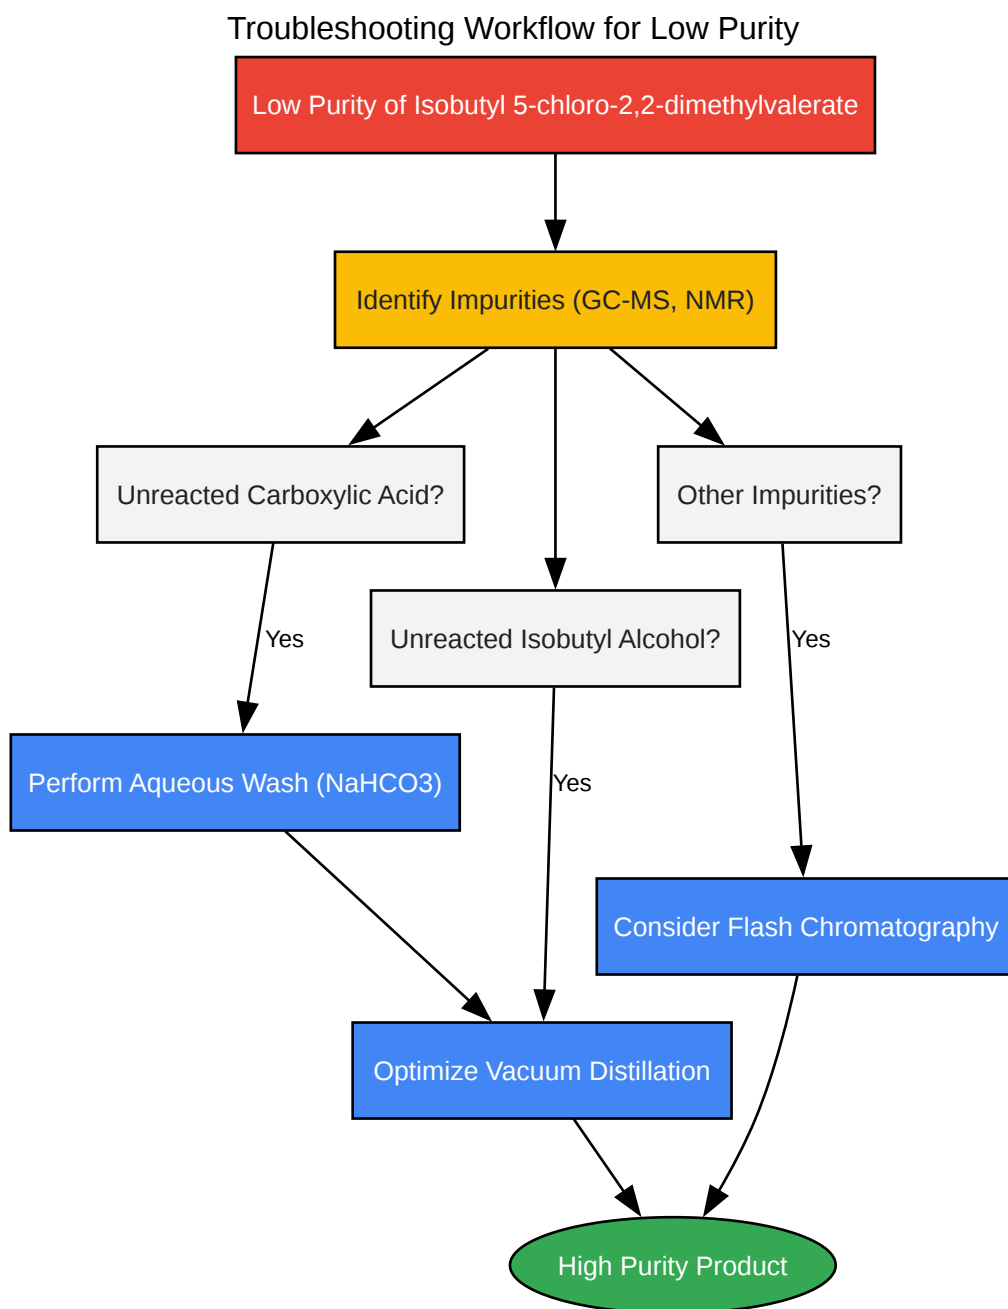 Troubleshooting Workflow for Low Purity
Low Purity of Isobutyl 5-chloro-2,2-dimethylvalerate
Identify Impurities (GC-MS, NMR)
Unreacted Carboxylic Acid?
Other Impurities?
Unreacted Isobutyl Alcohol?
Yes
Yes
Perform Aqueous Wash (NaHCO3)
Yes
Consider Flash Chromatography
Optimize Vacuum Distillation
High Purity Product